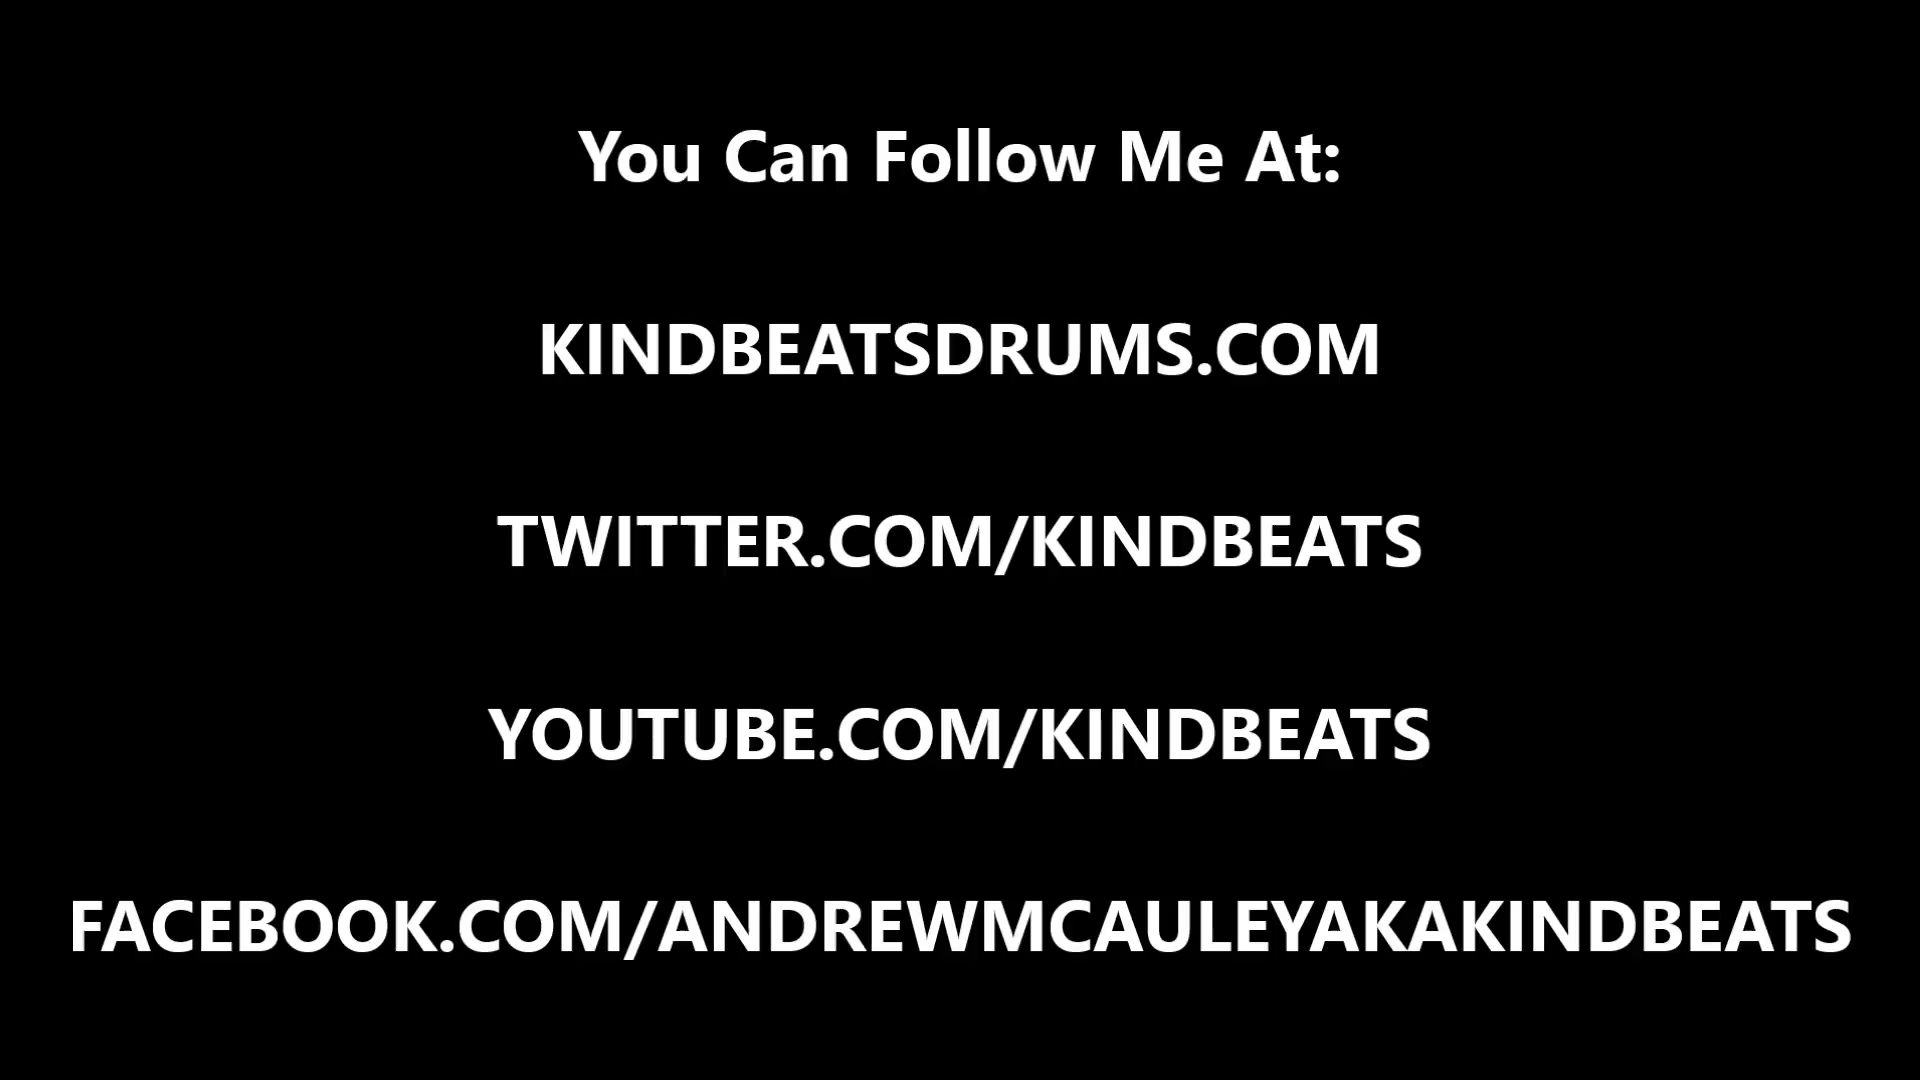 You Can Follow Me At:
KINDBEATSDRUMS.COM
TWITTER.COM/KINDBEATS
YOUTUBE.COM/KINDBEATS
FACEBOOK.COM/ANDREWMCAULEYAKAKINDBEATS